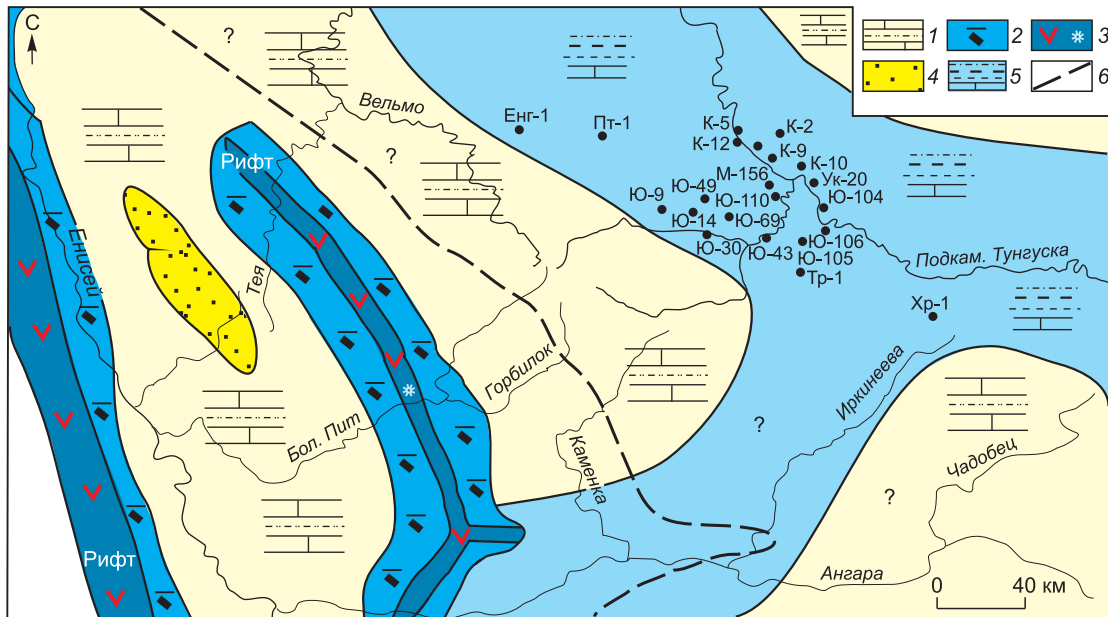 С
?
1
2
3
4
5
6
Вельмо
Енг-1
Пт-1
К-5
К-2
К-12
К-9
К-10
Рифт
?
М-156
Ук-20
Ю-9
Ю-49
Ю-110
Ю-104
Ю-14
Ю-69
Енисей
Ю-30
Ю-43
Ю-106
Ю-105
Подкам. Тунгуска
Тея
Тр-1
Хр-1
Горбилок
Иркинеева
Бол. Пит
?
Каменка
Чадобец
?
Рифт
Ангара
0 40 км